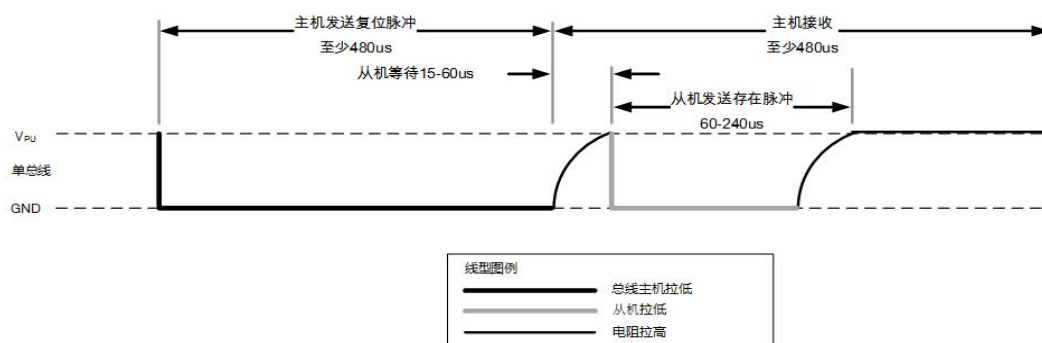 主机发送复位脉冲
至少480us
主机接收
至少480us
从机等待15-60us
从机发送存在脉冲
60-240us
VPU
单总线
GND
线型图例
总线主机拉低
从机拉低
电阻拉高